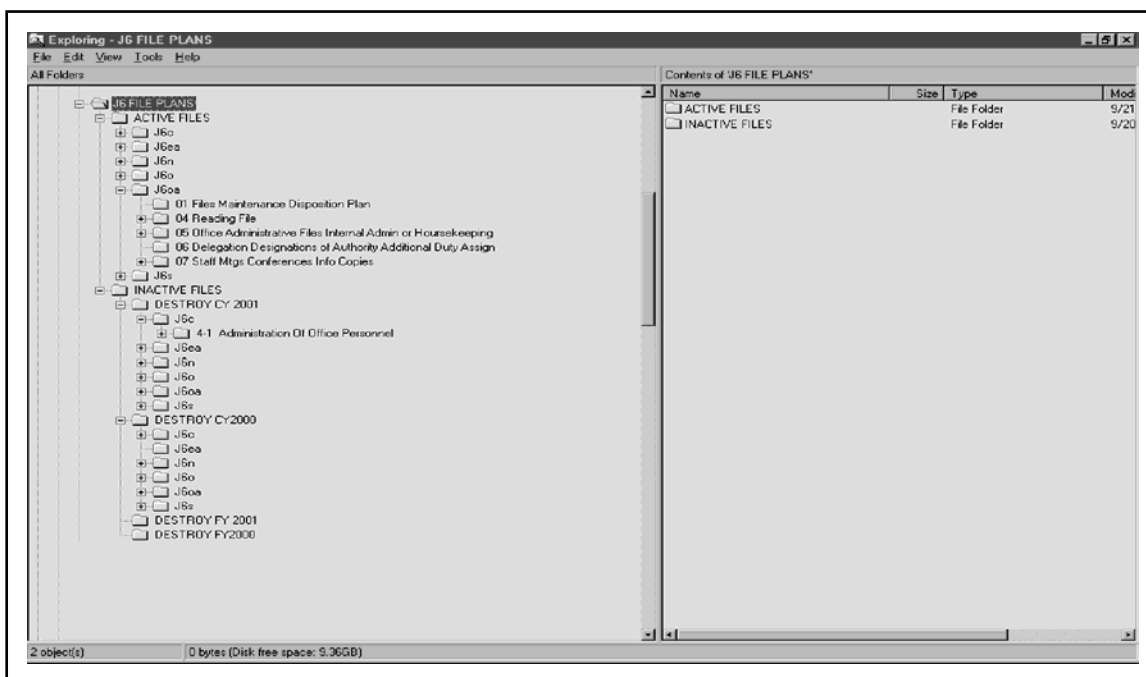 Exploring - J6 FILE PLANS
File Edit View Tools Help
All Folders
Contents of 'J6 FILE PLANS'
Name Size Type Modi
J6 FILE PLANS
ACTIVE FILES
J6c
J6ea
J6n
J6o
J6oa
01 Files Maintenance Disposition Plan
04 Reading File
05 Office Administrative Files Internal Admin or Hoursekeeping
06 Delegation Designations of Authority Additional Duty Assign
07 Staff Mtgs Conferences Info Copies
J6s
INACTIVE FILES
DESTROY CY 2001
J6c
4-1 Administration Of Office Personnel
J6ea
J6n
J6o
J6oa
J6s
DESTROY CY2000
J6c
J6ea
J6n
J6o
J6oa
J6s
DESTROY FY 2001
DESTROY FY2000
ACTIVE FILES File Folder 9/21
INACTIVE FILES File Folder 9/20
2 object(s) 0 bytes (Disk free space: 9.36GB)